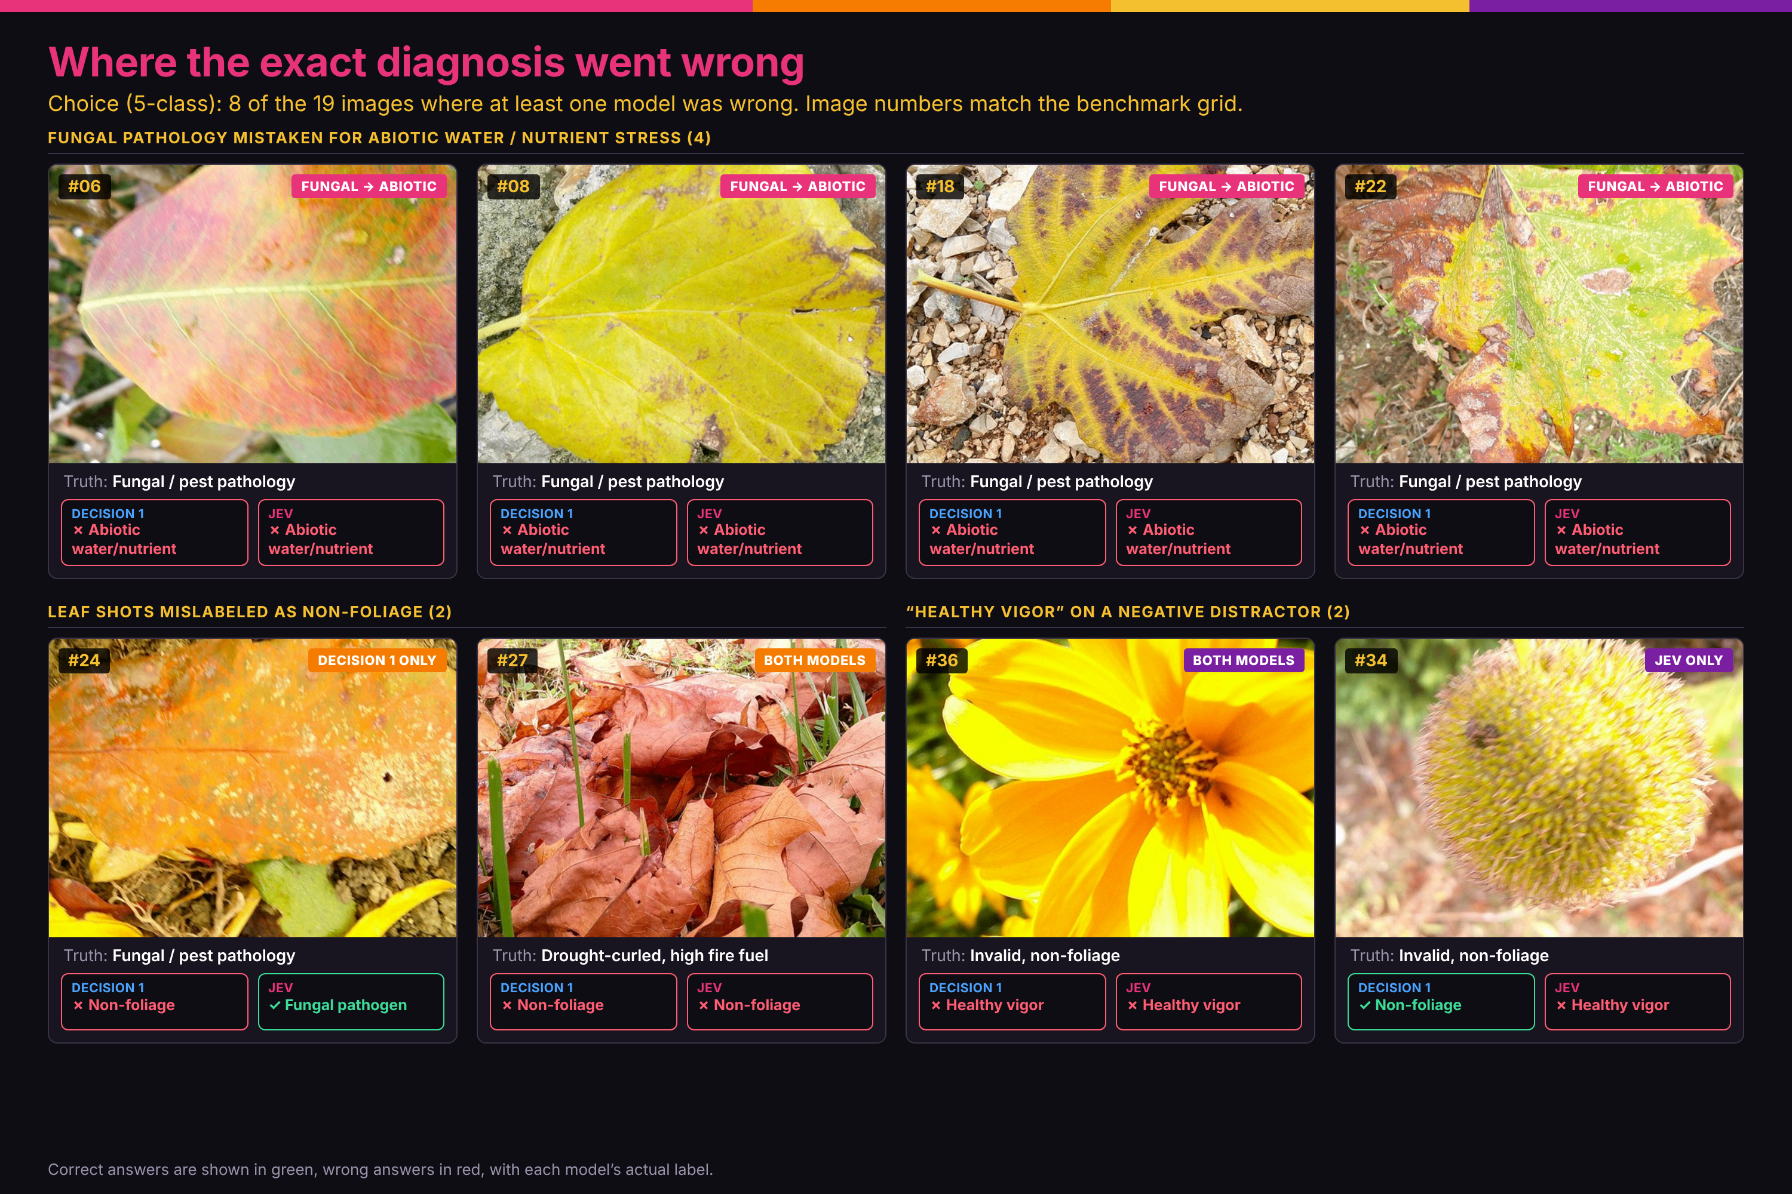 Where the exact diagnosis went wrong
Choice (5-class): 8 of the 19 images where at least one model was wrong. Image numbers match the benchmark grid.
FUNGAL PATHOLOGY MISTAKEN FOR ABIOTIC WATER / NUTRIENT STRESS (4)
#06
FUNGAL → ABIOTIC
Truth: Fungal / pest pathology
DECISION 1
× Abiotic
water/nutrient
JEV
× Abiotic
water/nutrient
#08
FUNGAL → ABIOTIC
Truth: Fungal / pest pathology
DECISION 1
× Abiotic
water/nutrient
JEV
× Abiotic
water/nutrient
#18
FUNGAL → ABIOTIC
Truth: Fungal / pest pathology
DECISION 1
× Abiotic
water/nutrient
JEV
× Abiotic
water/nutrient
#22
FUNGAL → ABIOTIC
Truth: Fungal / pest pathology
DECISION 1
× Abiotic
water/nutrient
JEV
× Abiotic
water/nutrient
LEAF SHOTS MISLABELED AS NON-FOLIAGE (2)
#24
DECISION 1 ONLY
Truth: Fungal / pest pathology
DECISION 1
× Non-foliage
JEV
✓ Fungal pathogen
#27
BOTH MODELS
Truth: Drought-curled, high fire fuel
DECISION 1
× Non-foliage
JEV
× Non-foliage
“HEALTHY VIGOR” ON A NEGATIVE DISTRACTOR (2)
#36
BOTH MODELS
Truth: Invalid, non-foliage
DECISION 1
× Healthy vigor
JEV
× Healthy vigor
#34
JEV ONLY
Truth: Invalid, non-foliage
DECISION 1
✓ Non-foliage
JEV
× Healthy vigor
Correct answers are shown in green, wrong answers in red, with each model’s actual label.